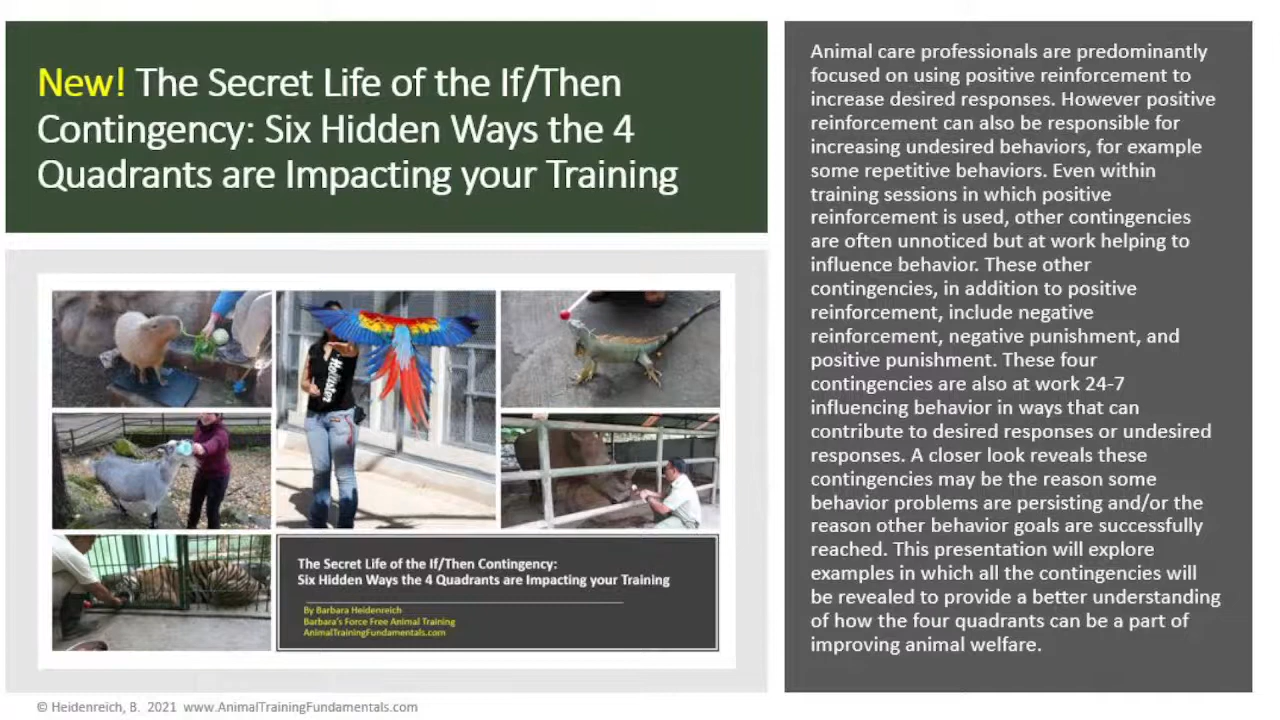 New! The Secret Life of the If/Then
Contingency: Six Hidden Ways the 4
Quadrants are Impacting your Training
Hollister
The Secret Life of the If/Then Contingency:
Six Hidden Ways the 4 Quadrants are Impacting your Training
By Barbara Heidenreich
Barbara's Force Free Animal Training
AnimalTrainingFundamentals.com
© Heidenreich, B. 2021 www.AnimalTrainingFundamentals.com
Animal care professionals are predominantly
focused on using positive reinforcement to
increase desired responses. However positive
reinforcement can also be responsible for
increasing undesired behaviors, for example
some repetitive behaviors. Even within
training sessions in which positive
reinforcement is used, other contingencies
are often unnoticed but at work helping to
influence behavior. These other
contingencies, in addition to positive
reinforcement, include negative
reinforcement, negative punishment, and
positive punishment. These four
contingencies are also at work 24-7
influencing behavior in ways that can
contribute to desired responses or undesired
responses. A closer look reveals these
contingencies may be the reason some
behavior problems are persisting and/or the
reason other behavior goals are successfully
reached. This presentation will explore
examples in which all the contingencies will
be revealed to provide a better understanding
of how the four quadrants can be a part of
improving animal welfare.